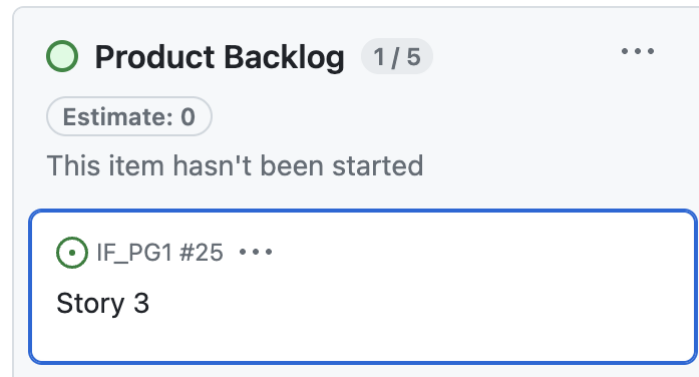 Product Backlog 1 / 5 ...
Estimate: 0
This item hasn't been started
IF_PG1 #25 ...
Story 3